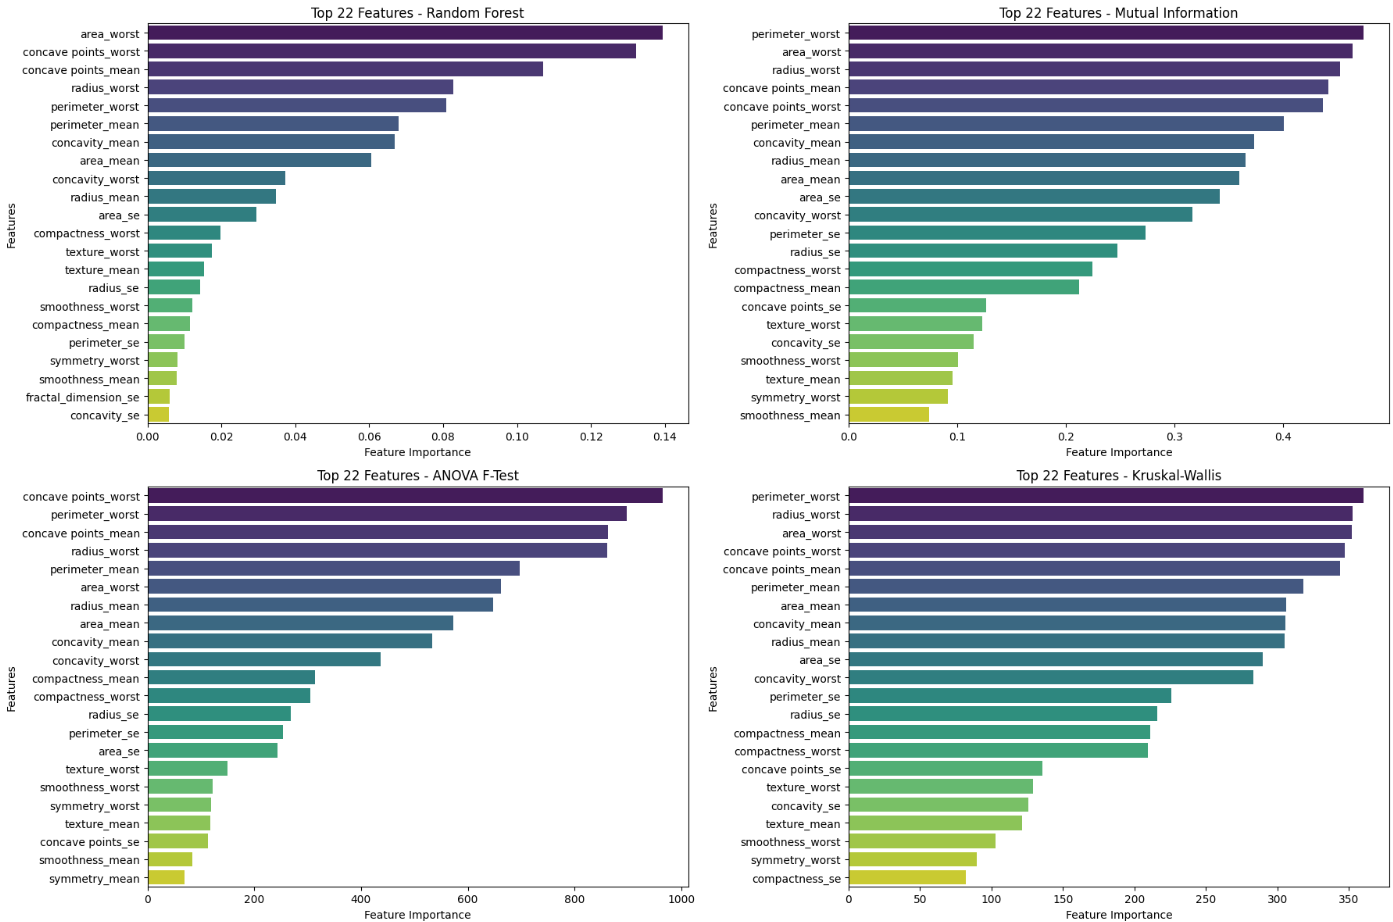 Top 22 Features - Random Forest
area_worst
concave points_worst
concave points_mean
radius_worst
perimeter_worst
perimeter_mean
concavity_mean
area_mean
concavity_worst
radius_mean
area_se
compactness_worst
texture_worst
texture_mean
radius_se
smoothness_worst
compactness_mean
perimeter_se
symmetry_worst
smoothness_mean
fractal_dimension_se
concavity_se
Features
0.00 0.02 0.04 0.06 0.08 0.10 0.12 0.14
Feature Importance
Top 22 Features - Mutual Information
perimeter_worst
area_worst
radius_worst
concave points_mean
concave points_worst
perimeter_mean
concavity_mean
radius_mean
area_mean
area_se
concavity_worst
perimeter_se
radius_se
compactness_worst
compactness_mean
concave points_se
texture_worst
concavity_se
smoothness_worst
texture_mean
symmetry_worst
smoothness_mean
Features
0.0 0.1 0.2 0.3 0.4
Feature Importance
Top 22 Features - ANOVA F-Test
concave points_worst
perimeter_worst
concave points_mean
radius_worst
perimeter_mean
area_worst
radius_mean
area_mean
concavity_mean
concavity_worst
compactness_mean
compactness_worst
radius_se
perimeter_se
area_se
texture_worst
smoothness_worst
symmetry_worst
texture_mean
concave points_se
smoothness_mean
symmetry_mean
Features
0 200 400 600 800 1000
Feature Importance
Top 22 Features - Kruskal-Wallis
perimeter_worst
radius_worst
area_worst
concave points_worst
concave points_mean
perimeter_mean
area_mean
concavity_mean
radius_mean
area_se
concavity_worst
perimeter_se
radius_se
compactness_mean
compactness_worst
concave points_se
texture_worst
concavity_se
texture_mean
smoothness_worst
symmetry_worst
compactness_se
Features
0 50 100 150 200 250 300 350
Feature Importance